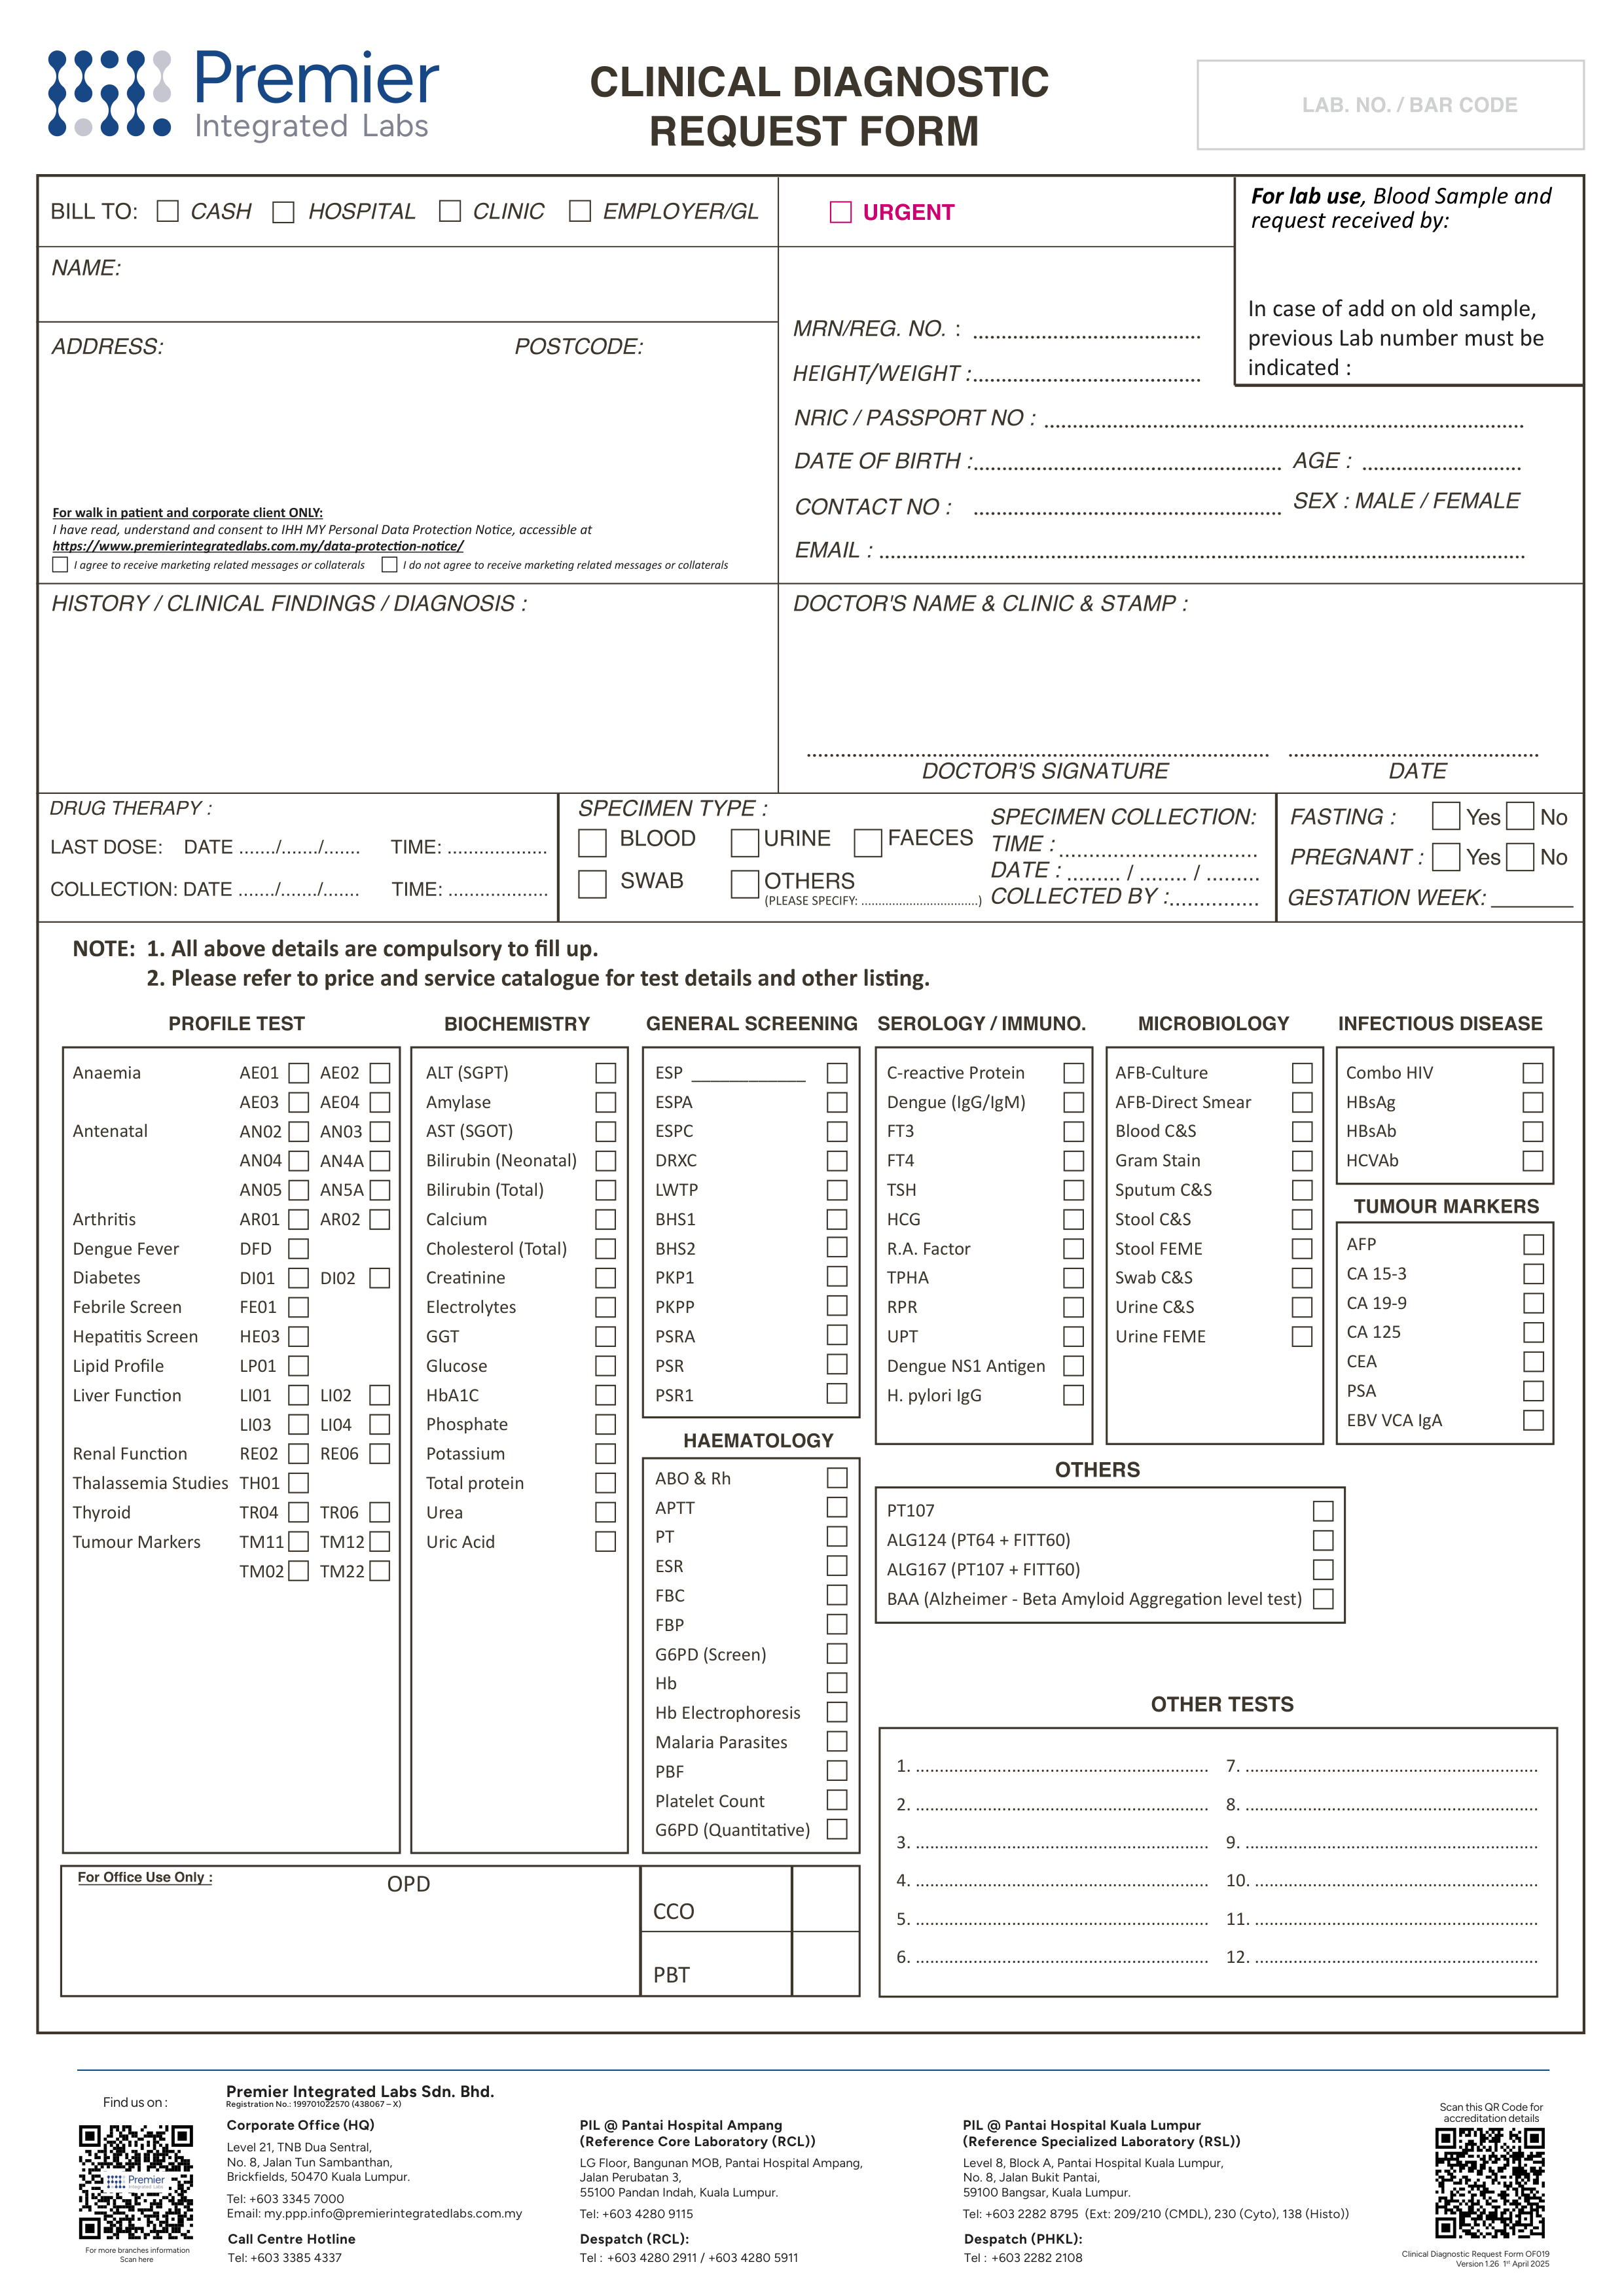 Premier
Integrated Labs
CLINICAL DIAGNOSTIC
REQUEST FORM
LAB. NO. / BAR CODE
BILL TO: CASH HOSPITAL CLINIC EMPLOYER/GL
URGENT
For lab use, Blood Sample and
request received by:
In case of add on old sample,
previous Lab number must be
indicated :
NAME:
ADDRESS: POSTCODE:
For walk in patient and corporate client ONLY:
I have read, understand and consent to IHH MY Personal Data Protection Notice, accessible at
https://www.premierintegratedlabs.com.my/data-protection-notice/
I agree to receive marketing related messages or collaterals I do not agree to receive marketing related messages or collaterals
MRN/REG. NO. : ....................................
HEIGHT/WEIGHT :....................................
NRIC / PASSPORT NO : ....................................
DATE OF BIRTH :.................................... AGE : .........................
CONTACT NO : .................................... SEX : MALE / FEMALE
EMAIL : ....................................
HISTORY / CLINICAL FINDINGS / DIAGNOSIS :
DOCTOR'S NAME & CLINIC & STAMP :
DOCTOR'S SIGNATURE DATE
DRUG THERAPY :
LAST DOSE: DATE ......./......./....... TIME: ...................
COLLECTION: DATE ......./......./....... TIME: ...................
SPECIMEN TYPE :
BLOOD URINE FAECES
SWAB OTHERS
(PLEASE SPECIFY: .................................)
SPECIMEN COLLECTION:
TIME : ...............................
DATE : ......... / ........ / .........
COLLECTED BY :...............
FASTING : Yes No
PREGNANT : Yes No
GESTATION WEEK: _______
NOTE: 1. All above details are compulsory to fill up.
2. Please refer to price and service catalogue for test details and other listing.
PROFILE TEST
Anaemia AE01 AE02
AE03 AE04
Antenatal AN02 AN03
AN04 AN4A
AN05 AN5A
Arthritis AR01 AR02
Dengue Fever DFD
Diabetes DI01 DI02
Febrile Screen FE01
Hepatitis Screen HE03
Lipid Profile LP01
Liver Function LI01 LI02
LI03 LI04
Renal Function RE02 RE06
Thalassemia Studies TH01
Thyroid TR04 TR06
Tumour Markers TM11 TM12
TM02 TM22
BIOCHEMISTRY
ALT (SGPT)
Amylase
AST (SGOT)
Bilirubin (Neonatal)
Bilirubin (Total)
Calcium
Cholesterol (Total)
Creatinine
Electrolytes
GGT
Glucose
HbA1C
Phosphate
Potassium
Total protein
Urea
Uric Acid
GENERAL SCREENING
ESP ____________
ESPA
ESPC
DRXC
LWTP
BHS1
BHS2
PKP1
PKPP
PSRA
PSR
PSR1
HAEMATOLOGY
ABO & Rh
APTT
PT
ESR
FBC
FBP
G6PD (Screen)
Hb
Hb Electrophoresis
Malaria Parasites
PBF
Platelet Count
G6PD (Quantitative)
SEROLOGY / IMMUNO.
C-reactive Protein
Dengue (IgG/IgM)
FT3
FT4
TSH
HCG
R.A. Factor
TPHA
RPR
UPT
Dengue NS1 Antigen
H. pylori IgG
MICROBIOLOGY
AFB-Culture
AFB-Direct Smear
Blood C&S
Gram Stain
Sputum C&S
Stool C&S
Stool FEME
Swab C&S
Urine C&S
Urine FEME
INFECTIOUS DISEASE
Combo HIV
HBsAg
HBsAb
HCVAb
TUMOUR MARKERS
AFP
CA 15-3
CA 19-9
CA 125
CEA
PSA
EBV VCA IgA
OTHERS
PT107
ALG124 (PT64 + FITT60)
ALG167 (PT107 + FITT60)
BAA (Alzheimer - Beta Amyloid Aggregation level test)
OTHER TESTS
1. .................... 7. ....................
2. .................... 8. ....................
3. .................... 9. ....................
4. .................... 10. ....................
5. .................... 11. ....................
6. .................... 12. ....................
For Office Use Only : OPD
CCO
PBT
Find us on :
Premier
Integrated Labs
For more branches information
Scan here
Premier Integrated Labs Sdn. Bhd.
Registration No.: 199701022570 (438067 – X)
Corporate Office (HQ)
Level 21, TNB Dua Sentral,
No. 8, Jalan Tun Sambanthan,
Brickfields, 50470 Kuala Lumpur.
Tel: +603 3345 7000
Email: my.ppp.info@premierintegratedlabs.com.my
Call Centre Hotline
Tel: +603 3385 4337
PIL @ Pantai Hospital Ampang
(Reference Core Laboratory (RCL))
LG Floor, Bangunan MOB, Pantai Hospital Ampang,
Jalan Perubatan 3,
55100 Pandan Indah, Kuala Lumpur.
Tel: +603 4280 9115
Despatch (RCL):
Tel : +603 4280 2911 / +603 4280 5911
PIL @ Pantai Hospital Kuala Lumpur
(Reference Specialized Laboratory (RSL))
Level 8, Block A, Pantai Hospital Kuala Lumpur,
No. 8, Jalan Bukit Pantai,
59100 Bangsar, Kuala Lumpur.
Tel: +603 2282 8795 (Ext: 209/210 (CMDL), 230 (Cyto), 138 (Histo))
Despatch (PHKL):
Tel : +603 2282 2108
Scan this QR Code for
accreditation details
Clinical Diagnostic Request Form OF019
Version 1.26 1st April 2025